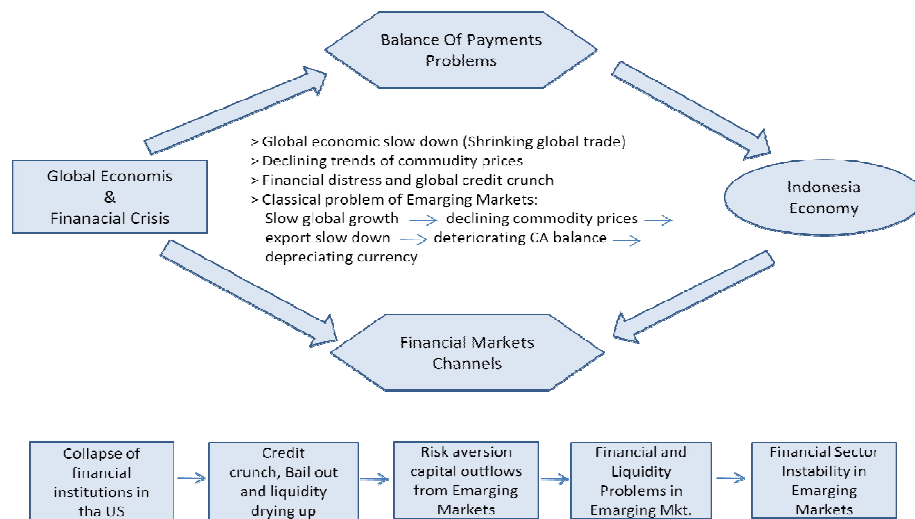 Balance Of Payments
Problems
> Global economic slow down (Shrinking global trade)
> Declining trends of commudity prices
> Financial distress and global credit crunch
> Classical problem of Emarging Markets:
Slow global growth → declining commodity prices →
export slow down → deteriorating CA balance →
depreciating currency
Global Economis
&
Finanacial Crisis
Indonesia
Economy
Financial Markets
Channels
Collapse of
financial
institutions in
tha US
Credit
crunch, Bail out
and liquidity
drying up
Risk aversion
capital outflows
from Emerging
Markets
Financial and
Liquidity
Problems in
Emarging Mkt.
Financial Sector
Instability in
Emerging
Markets